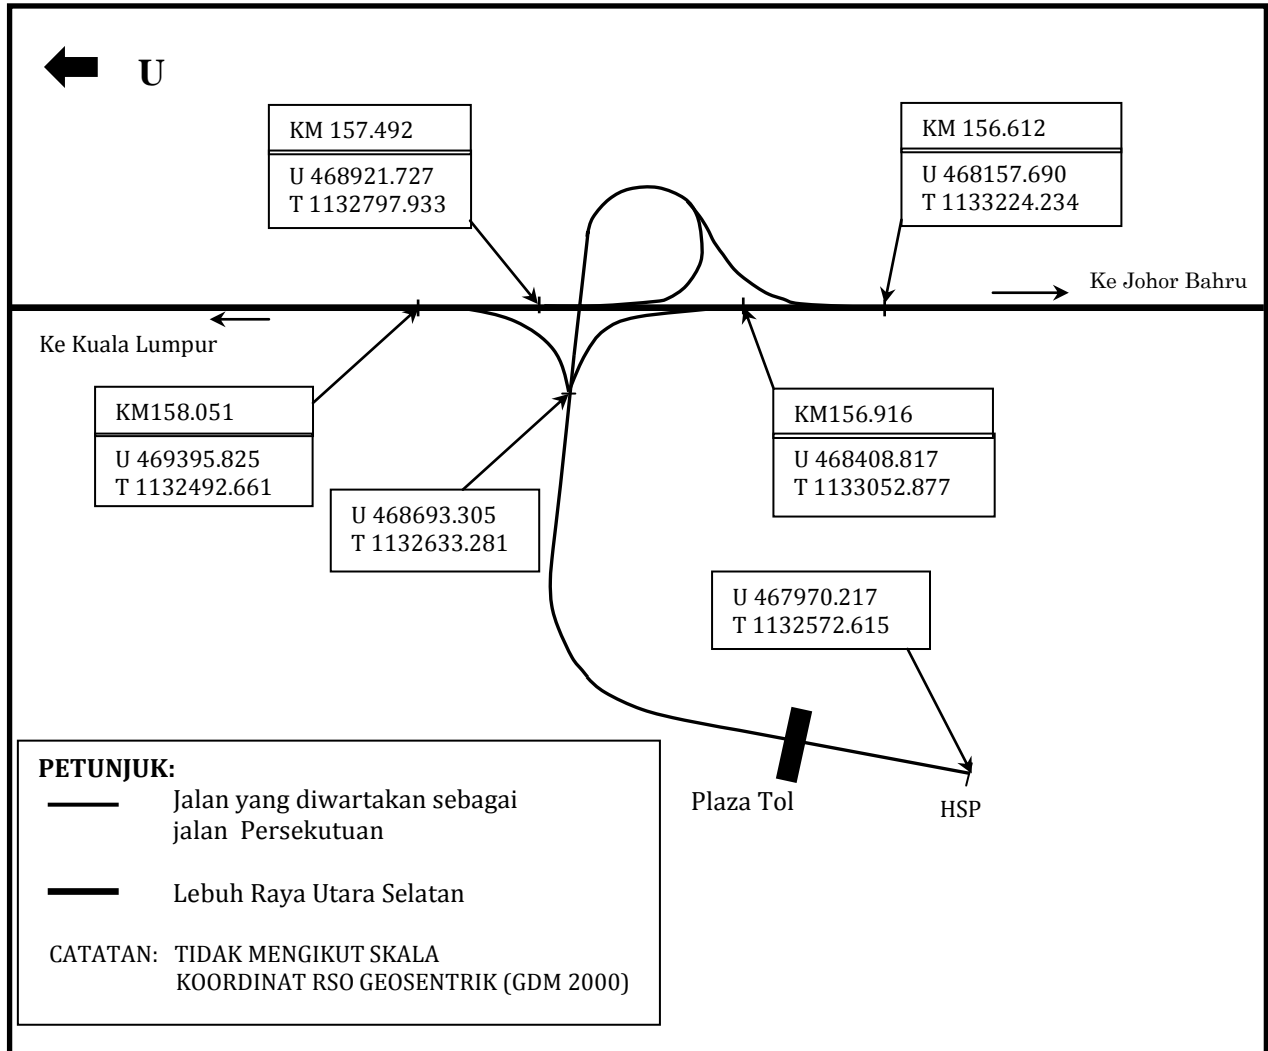 U
KM 157.492
U 468921.727
T 1132797.933
KM 156.612
U 468157.690
T 1133224.234
Ke Johor Bahru
Ke Kuala Lumpur
KM158.051
U 469395.825
T 1132492.661
KM156.916
U 468408.817
T 1133052.877
U 468693.305
T 1132633.281
U 467970.217
T 1132572.615
Plaza Tol
HSP
PETUNJUK:
Jalan yang diwartakan sebagai
jalan Persekutuan
Lebuh Raya Utara Selatan
CATATAN: TIDAK MENGIKUT SKALA
KOORDINAT RSO GEOSENTRIK (GDM 2000)